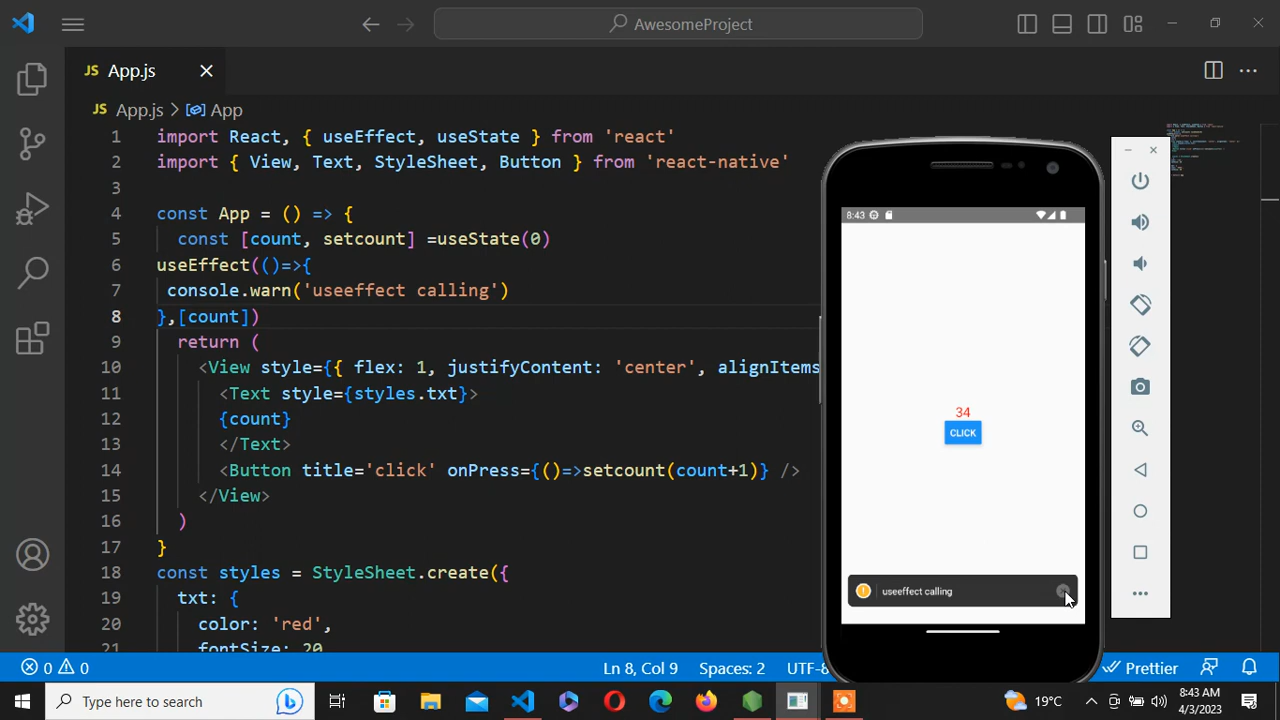 AwesomeProject
JS App.js
JS App.js > App
1 import React, { useEffect, useState } from 'react'
2 import { View, Text, StyleSheet, Button } from 'react-native'
3
4 const App = () => {
5 const [count, setcount] =useState(0)
6 useEffect(()=>{
7 console.warn('useeffect calling')
8 },[count])
9 return (
10 <View style={{ flex: 1, justifyContent: 'center', alignItems
11 <Text style={styles.txt}>
12 {count}
13 </Text>
14 <Button title='click' onPress={()=>setcount(count+1)} />
15 </View>
16 )
17 }
18 const styles = StyleSheet.create({
19 txt: {
20 color: 'red',
21 fontSize: 20
8:43
34
CLICK
! useeffect calling
0 0 Ln 8, Col 9 Spaces: 2 UTF-8 Prettier
Type here to search
19°C
8:43 AM
4/3/2023